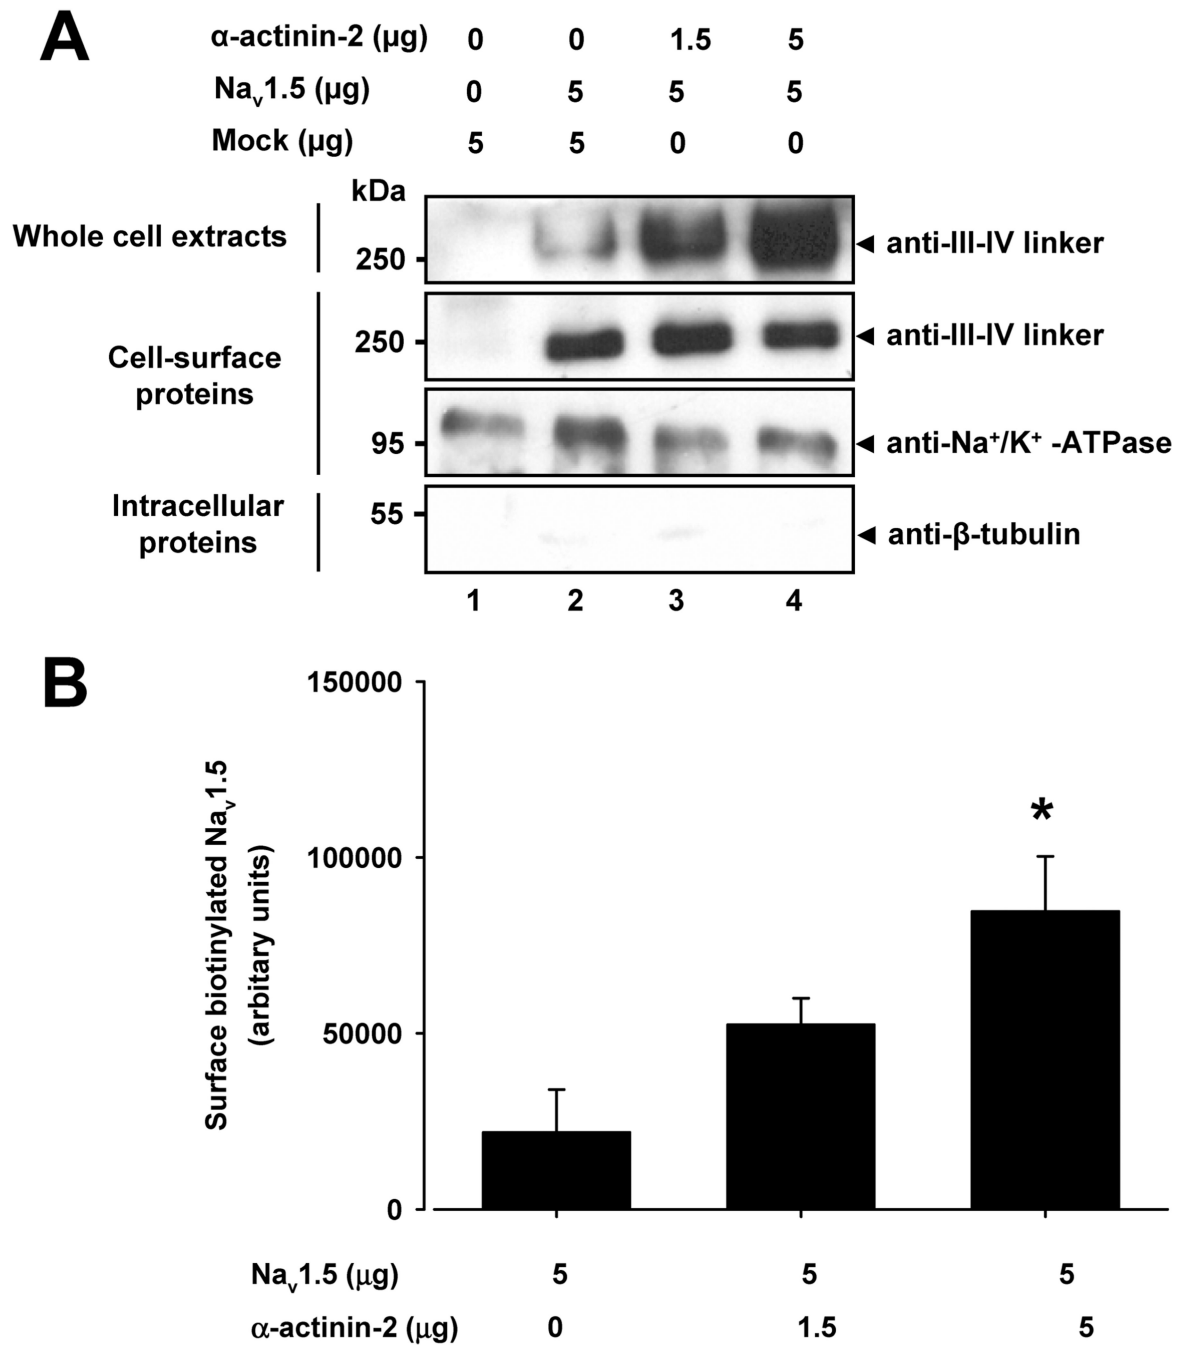 A
α-actinin-2 (µg) 0 0 1.5 5
Nav1.5 (µg) 0 5 5 5
Mock (µg) 5 5 0 0
kDa
Whole cell extracts 250 anti-III-IV linker
Cell-surface
proteins
250 anti-III-IV linker
95 anti-Na+/K+ -ATPase
Intracellular
proteins
55 anti-β-tubulin
1 2 3 4
B
Surface biotinylated Nav1.5
(arbitary units)
150000
100000
50000
0
*
Nav1.5 (µg) 5 5 5
α-actinin-2 (µg) 0 1.5 5